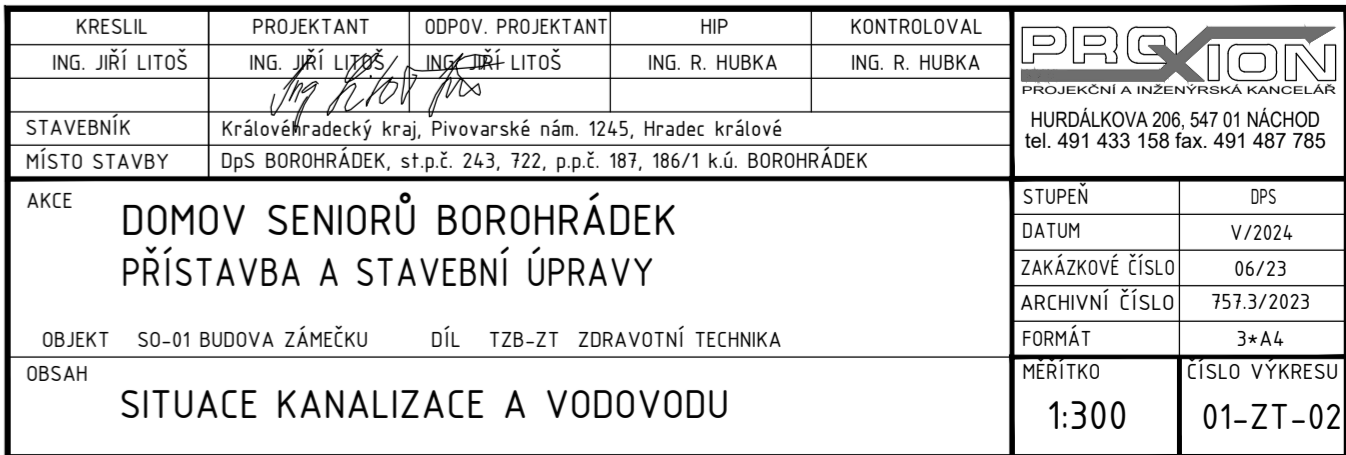 KRESLIL PROJEKTANT ODPOV. PROJEKTANT HIP KONTROLOVAL
ING. JIŘÍ LITOŠ ING. JIŘÍ LITOŠ ING. JIŘÍ LITOŠ ING. R. HUBKA ING. R. HUBKA
STAVEBNÍK Královéhradecký kraj, Pivovarské nám. 1245, Hradec králové
MÍSTO STAVBY DpS BOROHRÁDEK, st.p.č. 243, 722, p.p.č. 187, 186/1 k.ú. BOROHRÁDEK
PROXION
PROJEKČNÍ A INŽENÝRSKÁ KANCELÁŘ
HURDÁLKOVA 206, 547 01 NÁCHOD
tel. 491 433 158 fax. 491 487 785
AKCE
DOMOV SENIORŮ BOROHRÁDEK
PŘÍSTAVBA A STAVEBNÍ ÚPRAVY
OBJEKT SO-01 BUDOVA ZÁMEČKU DÍL TZB-ZT ZDRAVOTNÍ TECHNIKA
STUPEŇ DPS
DATUM V/2024
ZAKÁZKOVÉ ČÍSLO 06/23
ARCHIVNÍ ČÍSLO 757.3/2023
FORMÁT 3*A4
OBSAH
SITUACE KANALIZACE A VODOVODU
MĚŘÍTKO
1:300
ČÍSLO VÝKRESU
01-ZT-02